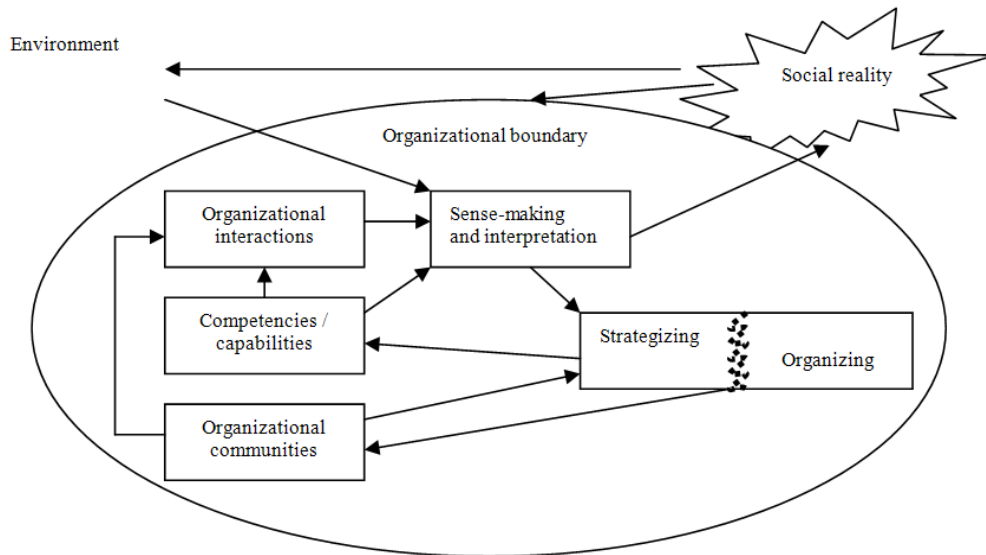 Environment
Social reality
Organizational boundary
Organizational
interactions
Sense-making
and interpretation
Competencies /
capabilities
Strategizing
Organizing
Organizational
communities